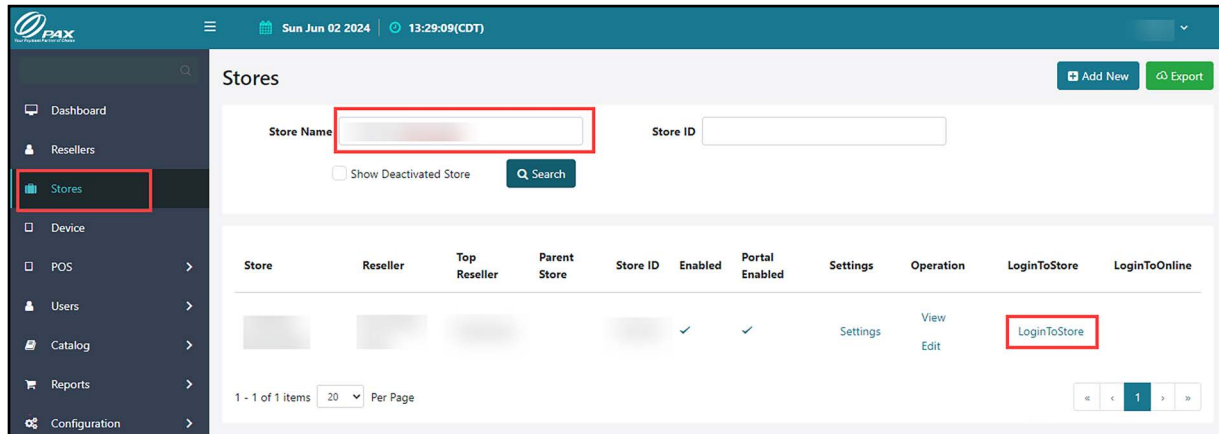 PAX
Your Payment Partner of Choice
Sun Jun 02 2024
13:29:09(CDT)
Dashboard
Resellers
Stores
Device
POS
Users
Catalog
Reports
Configuration
Stores
Add New
Export
Store Name
Store ID
Show Deactivated Store
Search
Store Reseller Top Reseller Parent Store Store ID Enabled Portal Enabled Settings Operation LoginToStore LoginToOnline
Settings View Edit LoginToStore
1 - 1 of 1 items 20 Per Page
« ‹ 1 › »